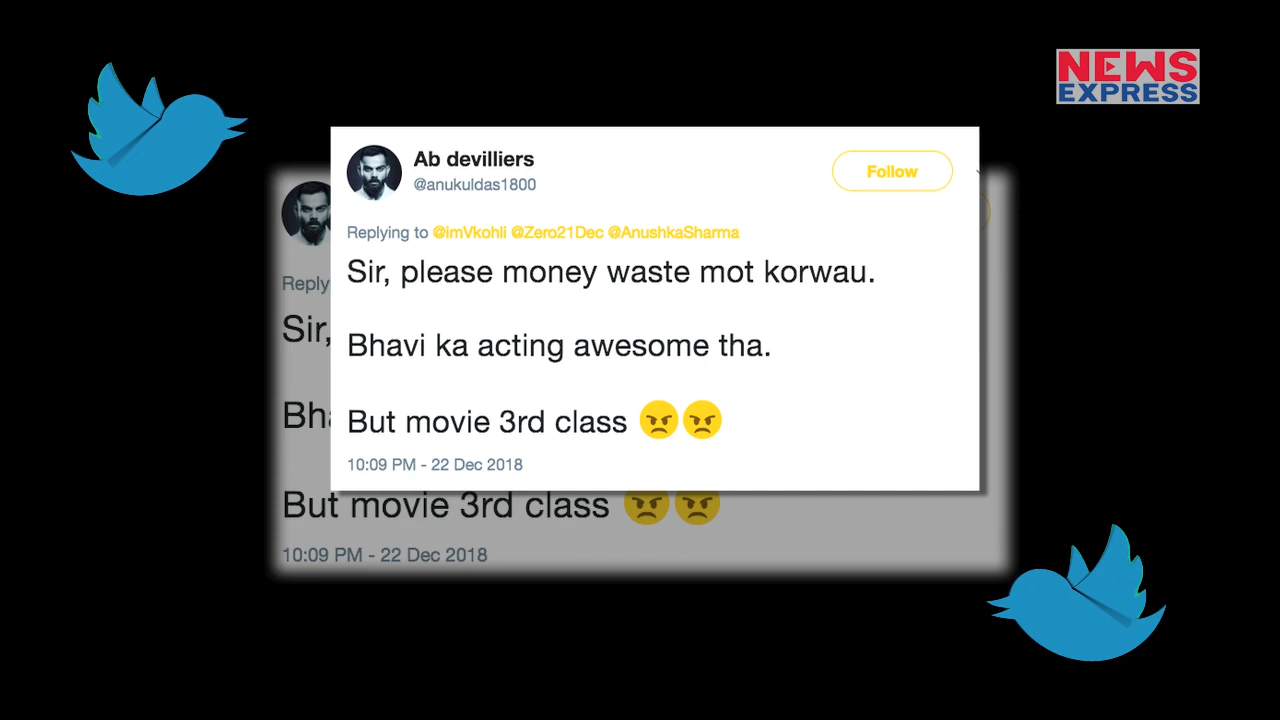 NEWS
EXPRESS
Ab devilliers
@anukuldas1800
Follow
Replying to @imVkohli @Zero21Dec @AnushkaSharma
Sir, please money waste mot korwau.
Bhavi ka acting awesome tha.
But movie 3rd class 😠😠
10:09 PM - 22 Dec 2018
Reply
Sir,
Bha
But movie 3rd class 😠😠
10:09 PM - 22 Dec 2018